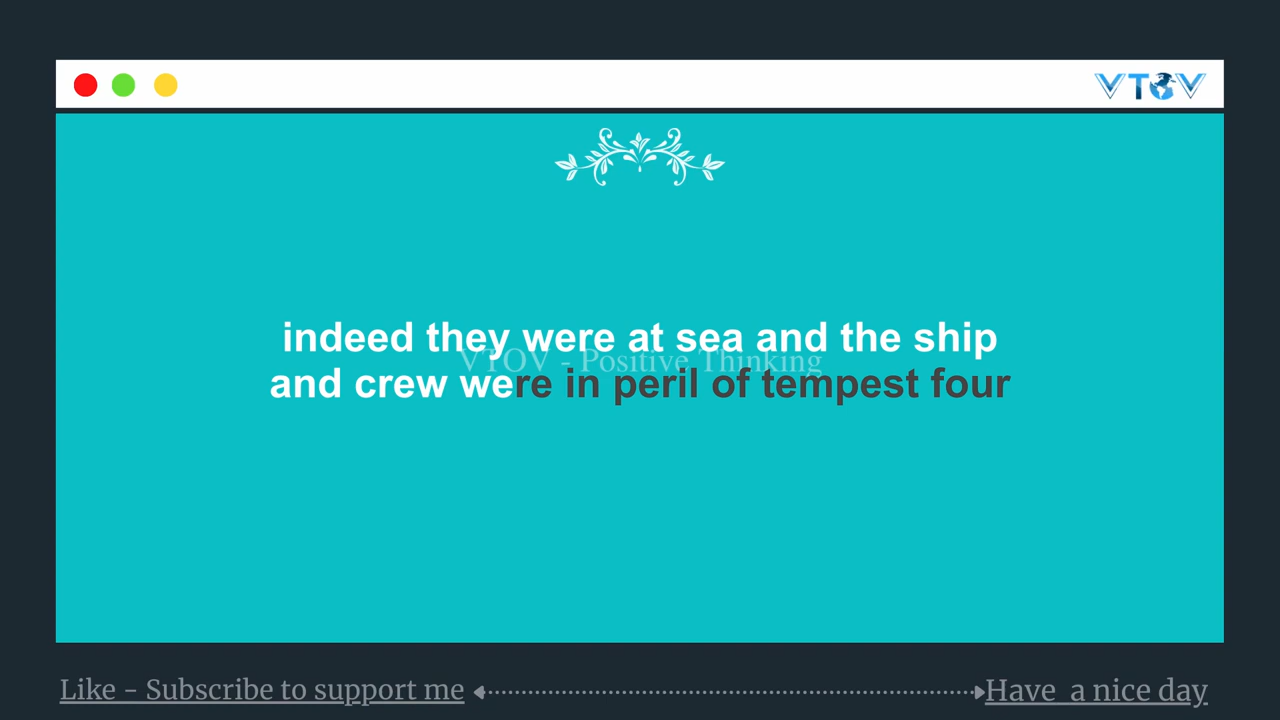 VTOV
indeed they were at sea and the ship
VTOV - Positive Thinking
and crew were in peril of tempest four
Like - Subscribe to support me
Have a nice day